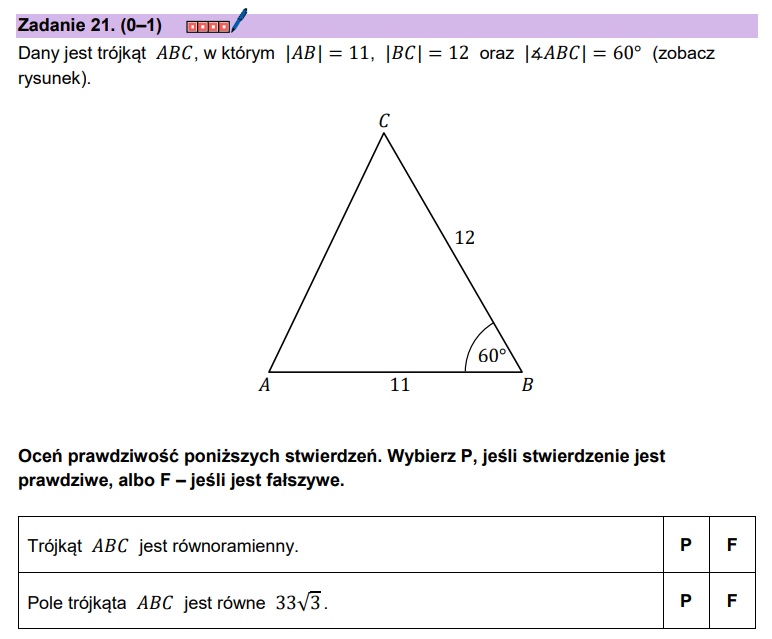 Zadanie 21. (0–1)
Dany jest trójkąt ABC, w którym |AB| = 11, |BC| = 12 oraz |∡ABC| = 60° (zobacz
rysunek).
C
12
60°
A
11
B
Oceń prawdziwość poniższych stwierdzeń. Wybierz P, jeśli stwierdzenie jest
prawdziwe, albo F – jeśli jest fałszywe.
Trójkąt ABC jest równoramienny. P F
Pole trójkąta ABC jest równe 33√3. P F